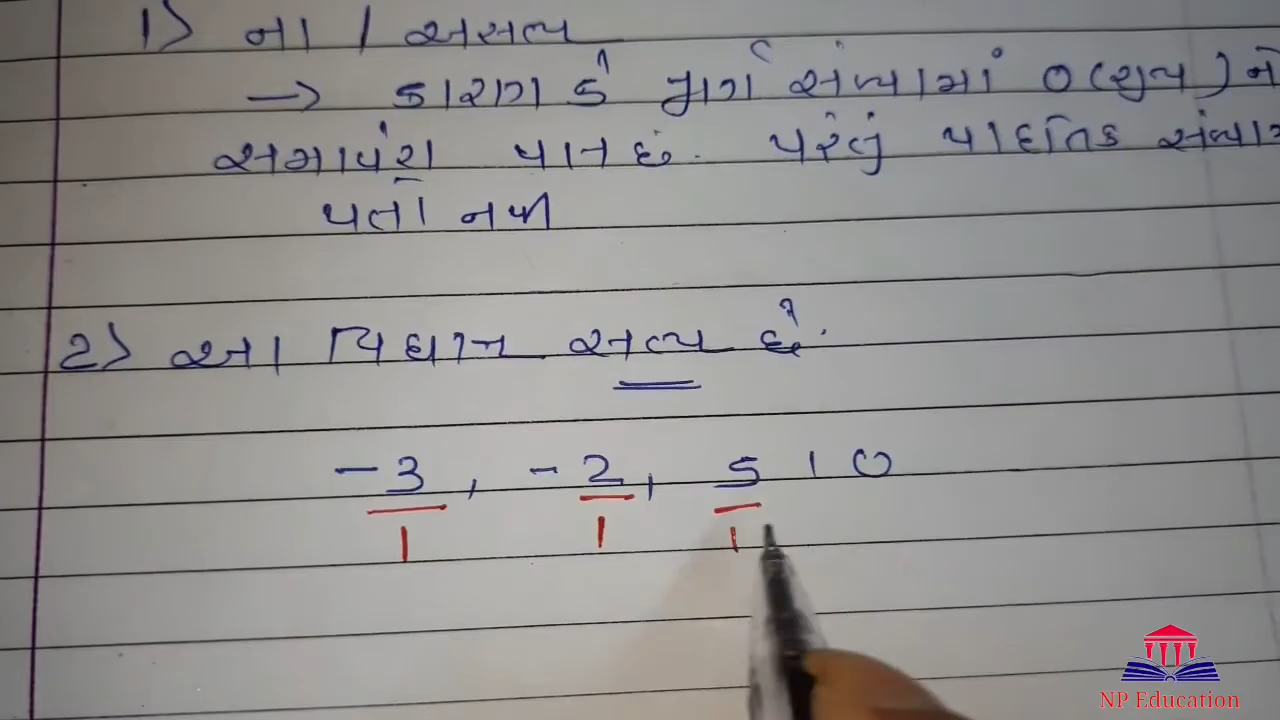 1) ના / અસત્ય
→ કારણ કે પૂર્ણ સંખ્યામાં 0 (શુન્ય) નો
સમાવેશ થાય છે. પરંતુ પ્રાકૃતિક સંખ્યા
થતો નથી
2) આ વિધાન સત્ય છે.
-3, -2, 5, 0
1 1 1
NP Education